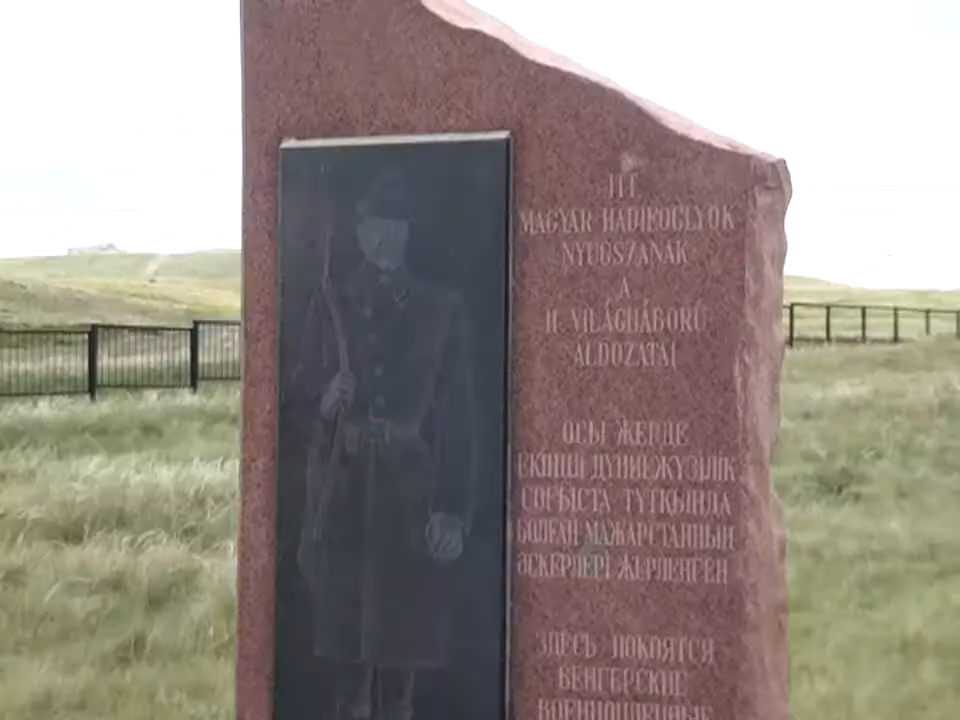 ITT
MAGYAR HADIFOGLYOK
NYUGSZANAK
A
II. VILÁGHÁBORÚ
ÁLDOZATAI
ОСЫ ЖЕРДЕ
ЕКІНШІ ДҮНИЕЖҮЗІЛІК
СОҒЫСТА ТҰТҚЫНДА
БОЛҒАН МАЖАРСТАННЫҢ
ӘСКЕРЛЕРІ ЖЕРЛЕНГЕН
ЗДЕСЬ ПОКОЯТСЯ
ВЕНГЕРСКИЕ
ВОЕННОПЛЕННЫЕ